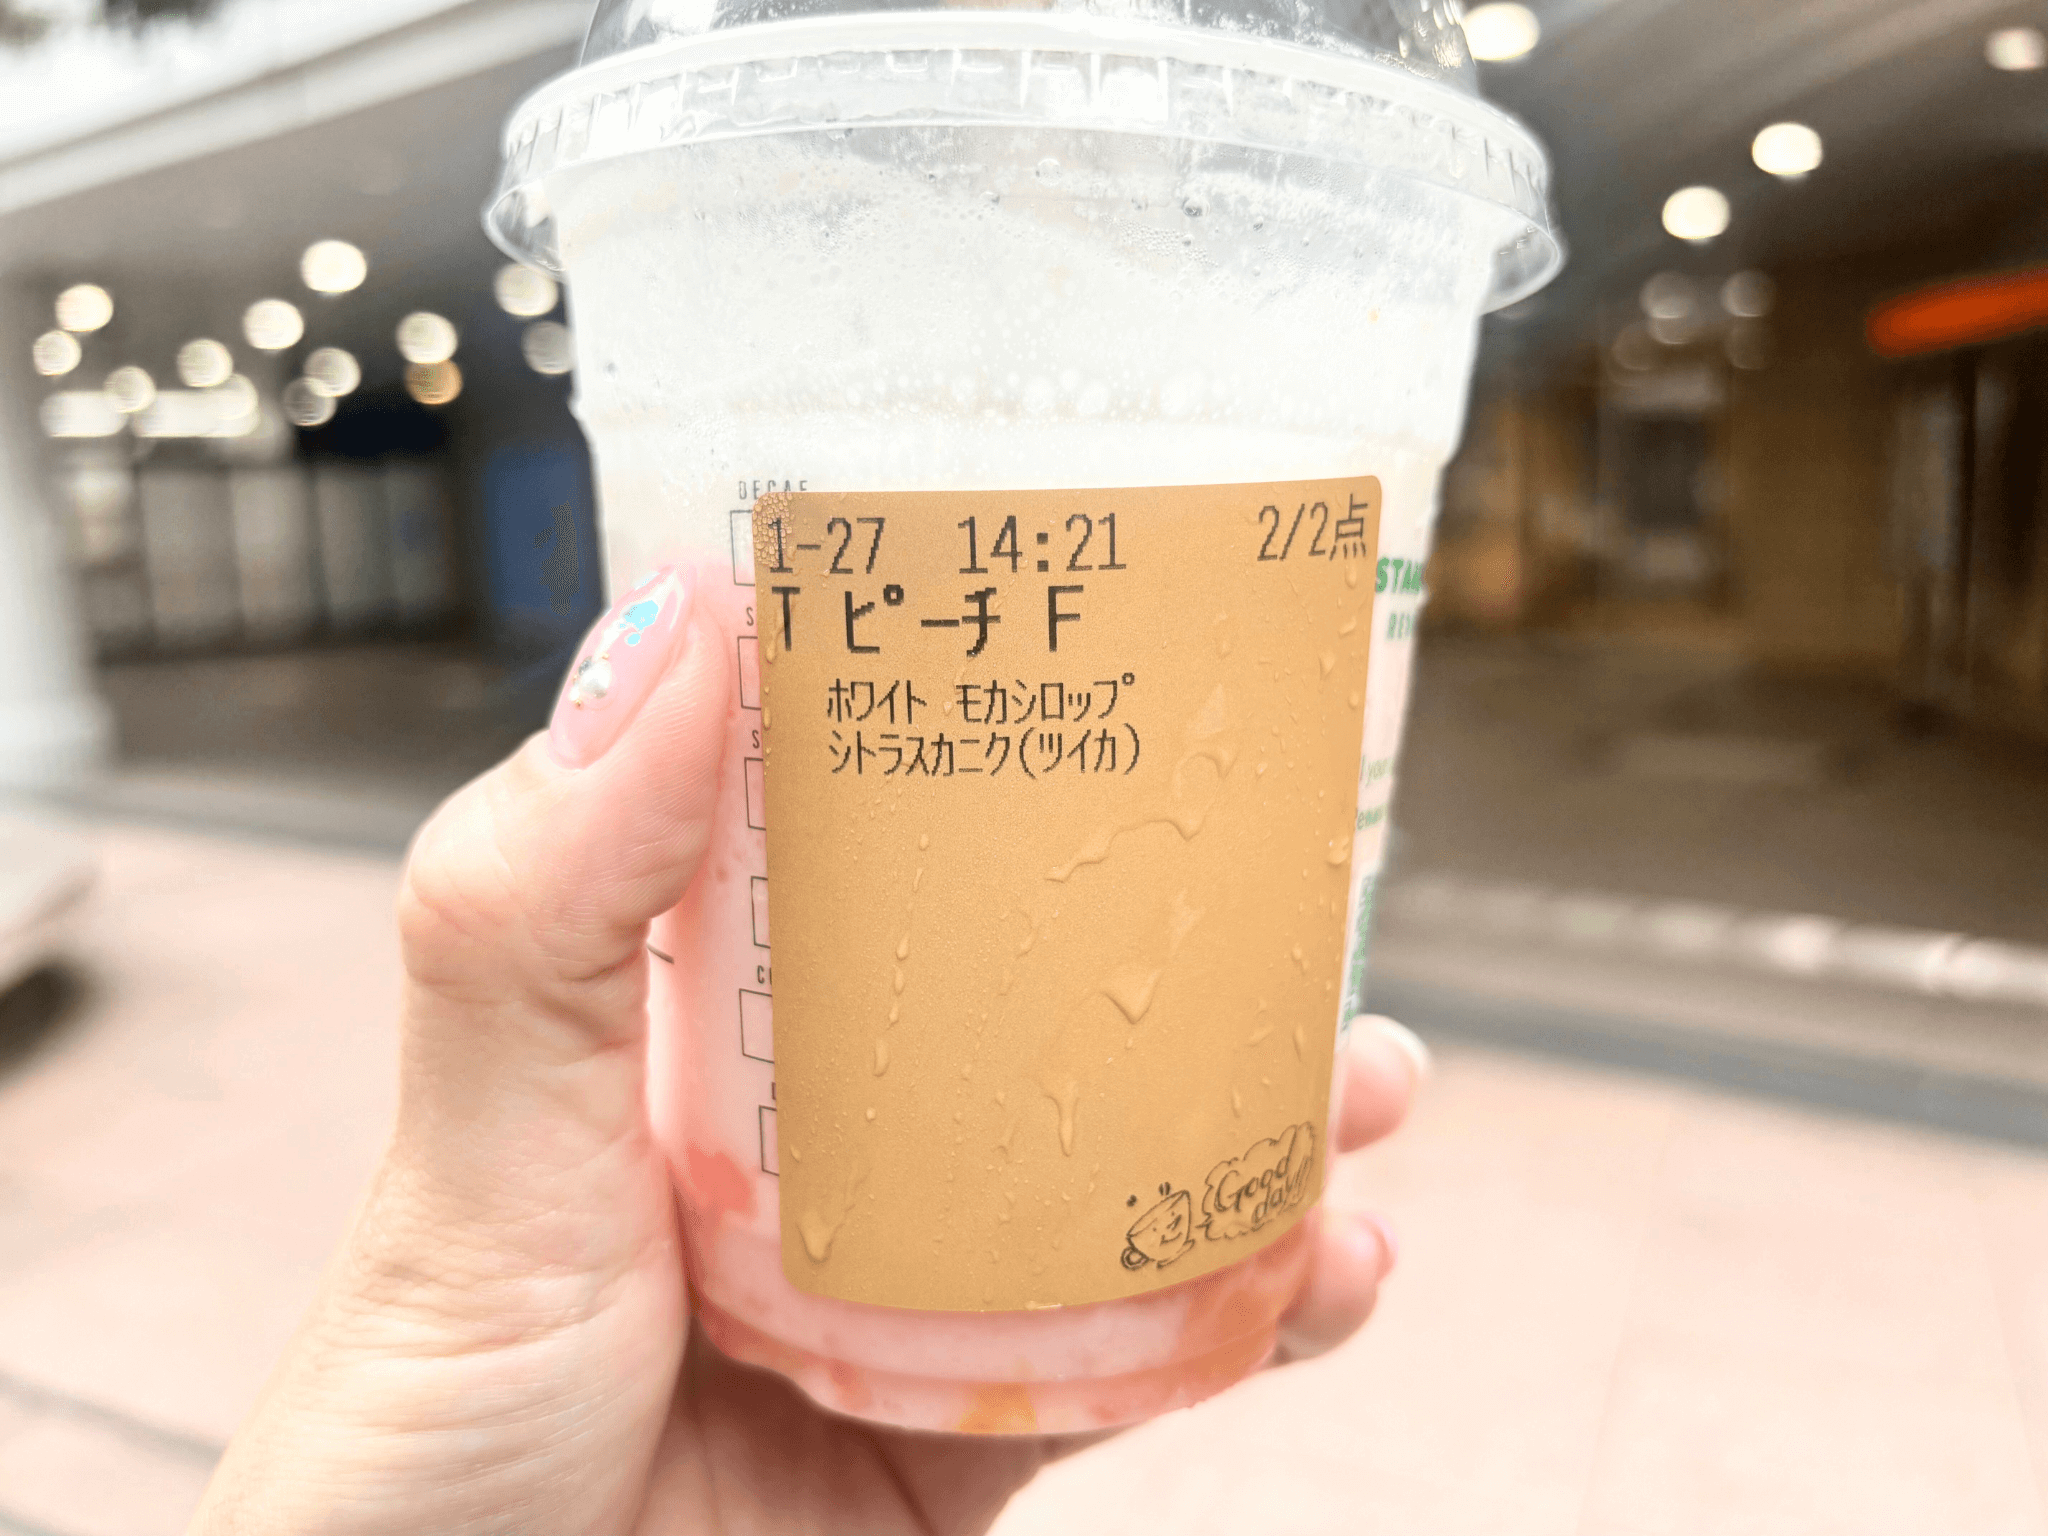 DECAF
1-27 14:21 2/2点
T ピーチ F
ホワイト モカシロップ
シトラスカニク(ツイカ)
Good
day!!